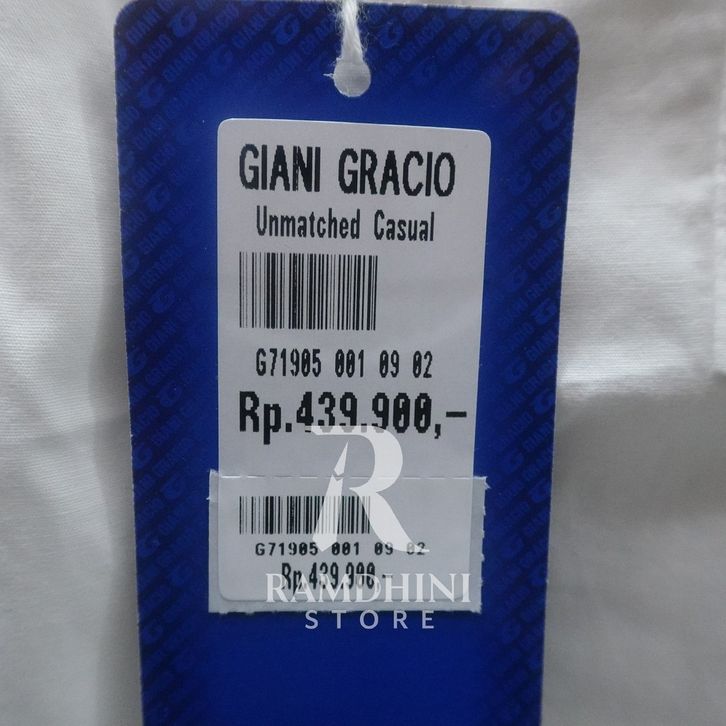 GIANI GRACIO
Unmatched Casual
G71905 001 09 02
Rp.439.900,-
G71905 001 09 02
Rp.439.900,-
R
RAMDHINI
STORE